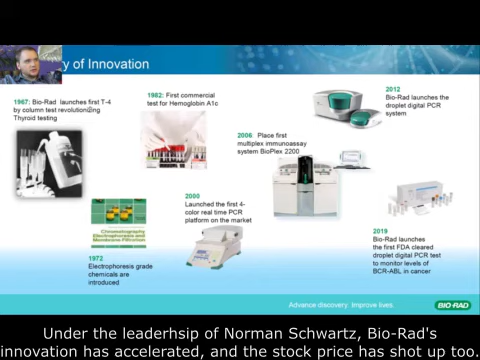 y of Innovation
1967: Bio-Rad launches first T-4
by column test revolutionizing
Thyroid testing
1982: First commercial
test for Hemoglobin A1c
2012
Bio-Rad launches the
droplet digital PCR
system
2006: Place first
multiplex immunoassay
system BioPlex 2200
Chromatography
Electrophoresis and
Membrane Filtration
1972
Electrophoresis grade
chemicals are
introduced
2000
Launched the first 4-
color real time PCR
platform on the market
2019
Bio-Rad launches
the first FDA cleared
droplet digital PCR test
to monitor levels of
BCR-ABL in cancer
Advance discovery. Improve lives.
BIO-RAD
Under the leaderhsip of Norman Schwartz, Bio-Rad's
innovation has accelerated, and the stock price has shot up too.